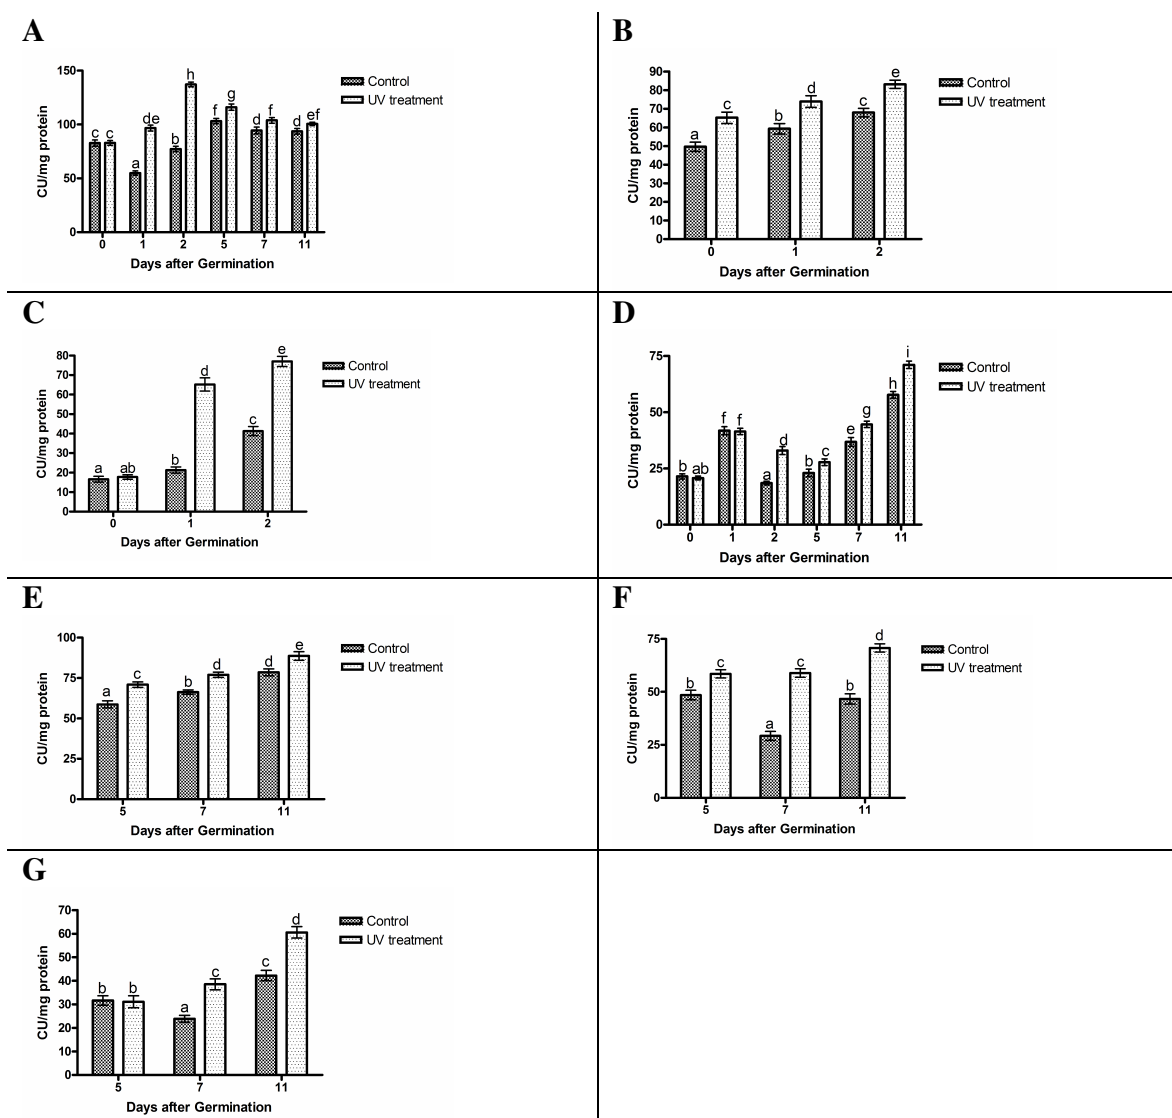 A
150
100
50
0
CU/mg protein
c c a de b h f g d f d ef
0 1 2 5 7 11
Days after Germination
Control
UV treatment
B
90
80
70
60
50
40
30
20
10
0
CU/mg protein
a c b d c e
0 1 2
Days after Germination
Control
UV treatment
C
80
70
60
50
40
30
20
10
0
CU/mg protein
a ab b d c e
0 1 2
Days after Germination
Control
UV treatment
D
75
50
25
0
CU/mg protein
b ab f f a d b c e g h i
0 1 2 5 7 11
Days after Germination
Control
UV treatment
E
100
75
50
25
0
CU/mg protein
a c b d d e
5 7 11
Days after Germination
Control
UV treatment
F
75
50
25
0
CU/mg protein
b c a c b d
5 7 11
Days after Germination
Control
UV treatment
G
70
60
50
40
30
20
10
0
CU/mg protein
b b a c c d
5 7 11
Days after Germination
Control
UV treatment